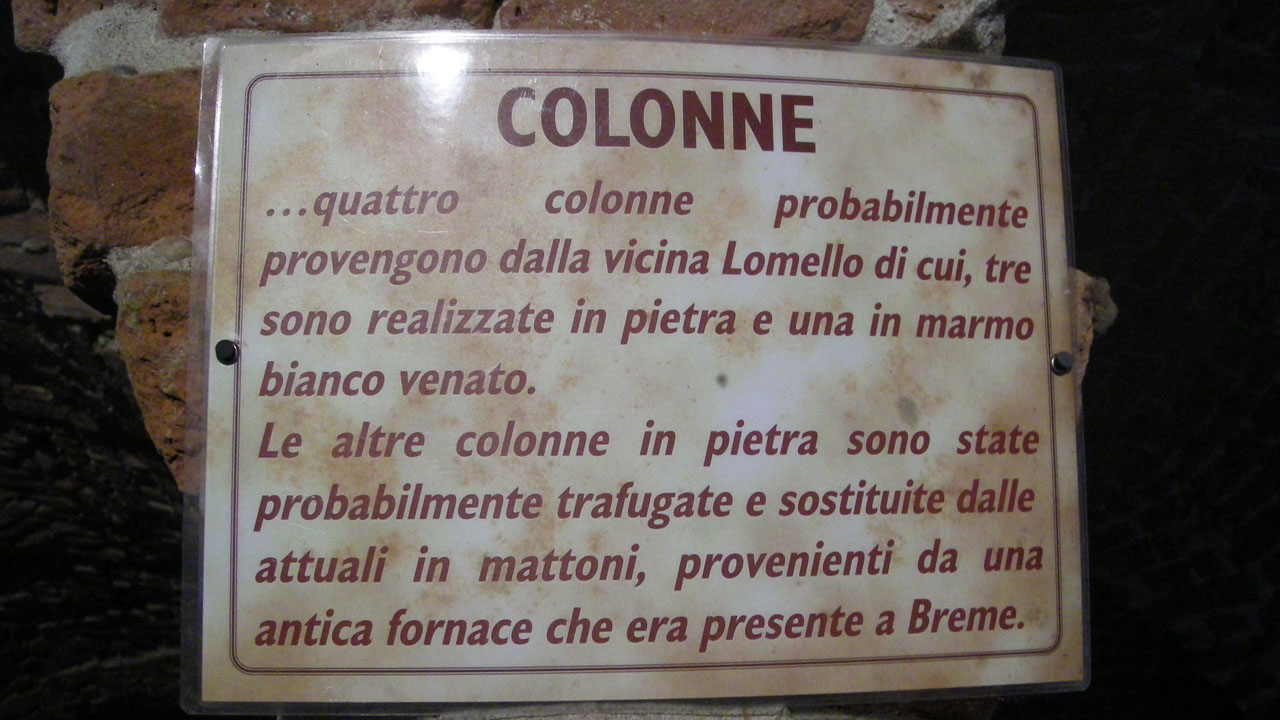 COLONNE
...quattro colonne probabilmente
provengono dalla vicina Lomello di cui, tre
sono realizzate in pietra e una in marmo
bianco venato.
Le altre colonne in pietra sono state
probabilmente trafugate e sostituite dalle
attuali in mattoni, provenienti da una
antica fornace che era presente a Breme.